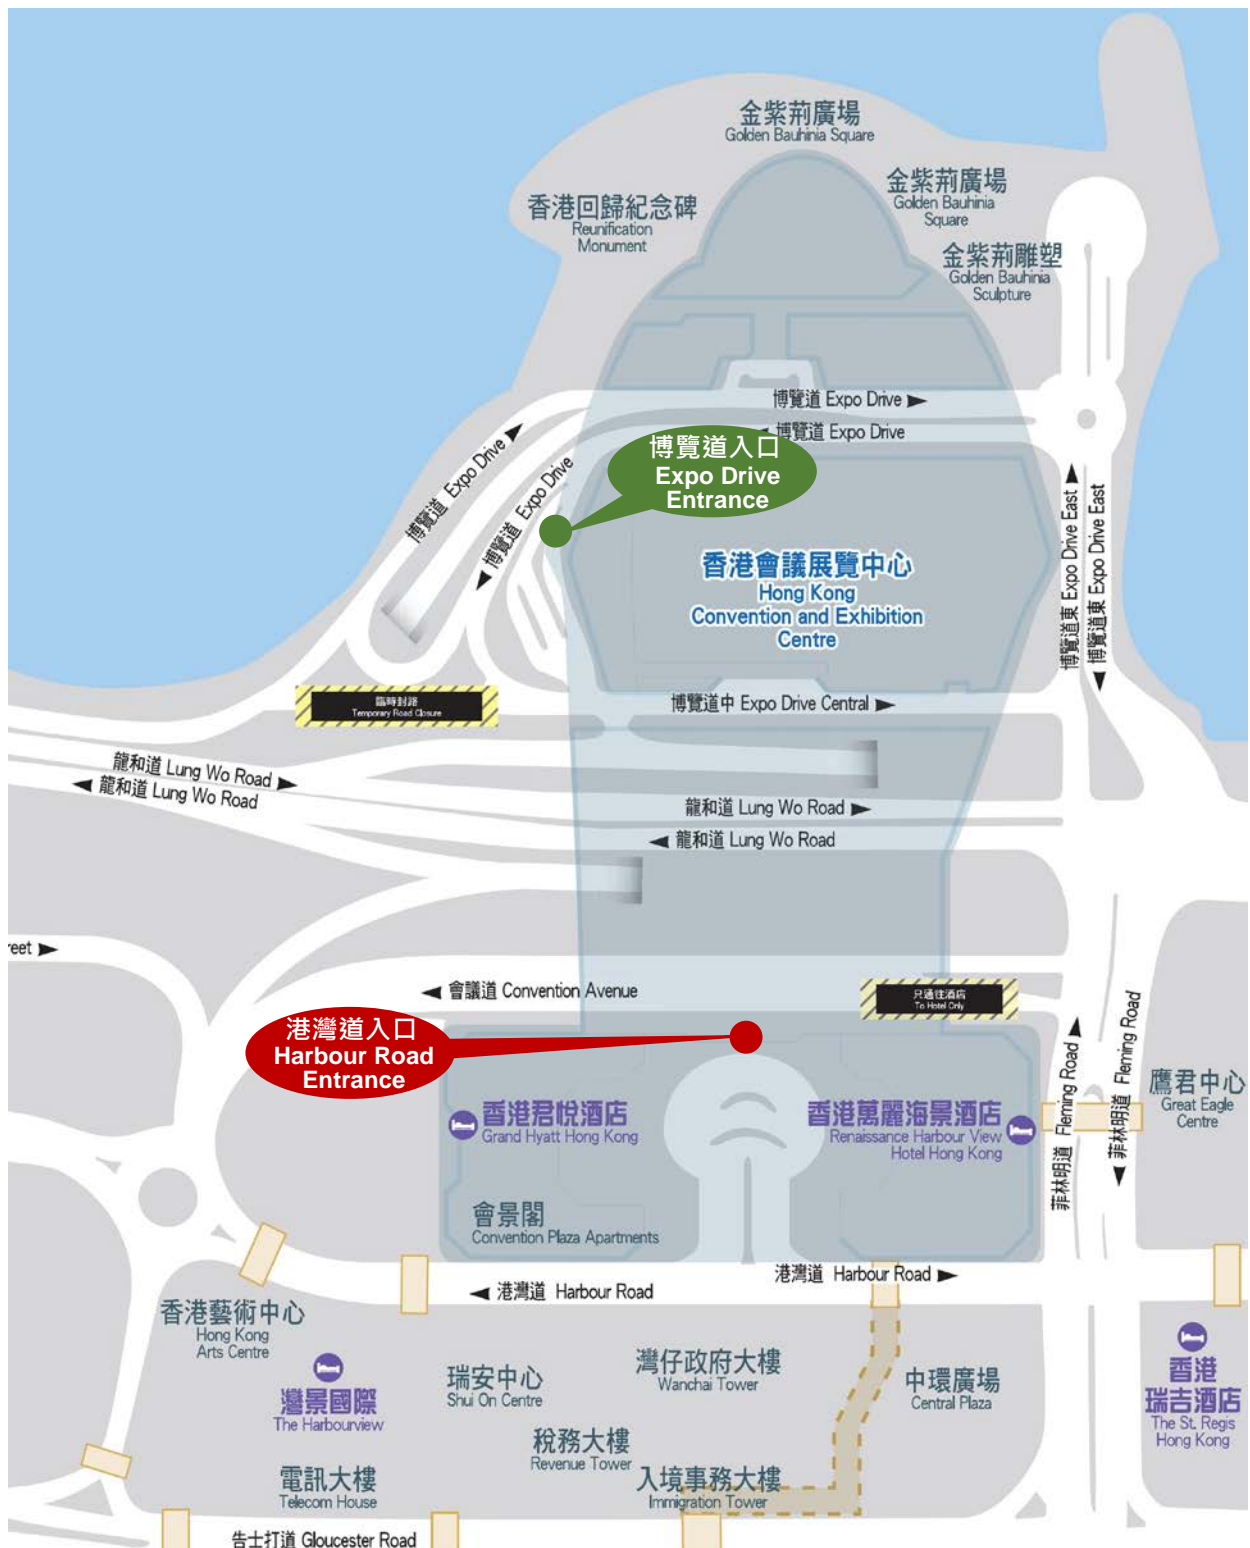 金紫荊廣場
Golden Bauhinia Square
金紫荊廣場
Golden Bauhinia
Square
香港回歸紀念碑
Reunification
Monument
金紫荊雕塑
Golden Bauhinia
Sculpture
博覽道 Expo Drive ►
◄ 博覽道 Expo Drive
博覽道 Expo Drive ►
◄ 博覽道 Expo Drive
博覽道入口
Expo Drive
Entrance
香港會議展覽中心
Hong Kong
Convention and Exhibition
Centre
博覽道東 Expo Drive East ►
◄ 博覽道東 Expo Drive East
臨時封路
Temporary Road Closure
博覽道中 Expo Drive Central ►
龍和道 Lung Wo Road ►
◄ 龍和道 Lung Wo Road
龍和道 Lung Wo Road ►
◄ 龍和道 Lung Wo Road
reet ►
◄ 會議道 Convention Avenue
只通往酒店
To Hotel Only
港灣道入口
Harbour Road
Entrance
菲林明道 Fleming Road ►
◄ 菲林明道 Fleming Road
鷹君中心
Great Eagle
Centre
香港君悅酒店
Grand Hyatt Hong Kong
香港萬麗海景酒店
Renaissance Harbour View
Hotel Hong Kong
會景閣
Convention Plaza Apartments
港灣道 Harbour Road ►
◄ 港灣道 Harbour Road
香港藝術中心
Hong Kong
Arts Centre
灣景國際
The Harbourview
瑞安中心
Shui On Centre
灣仔政府大樓
Wanchai Tower
中環廣場
Central Plaza
香港
瑞吉酒店
The St. Regis
Hong Kong
稅務大樓
Revenue Tower
電訊大樓
Telecom House
入境事務大樓
Immigration Tower
告士打道 Gloucester Road